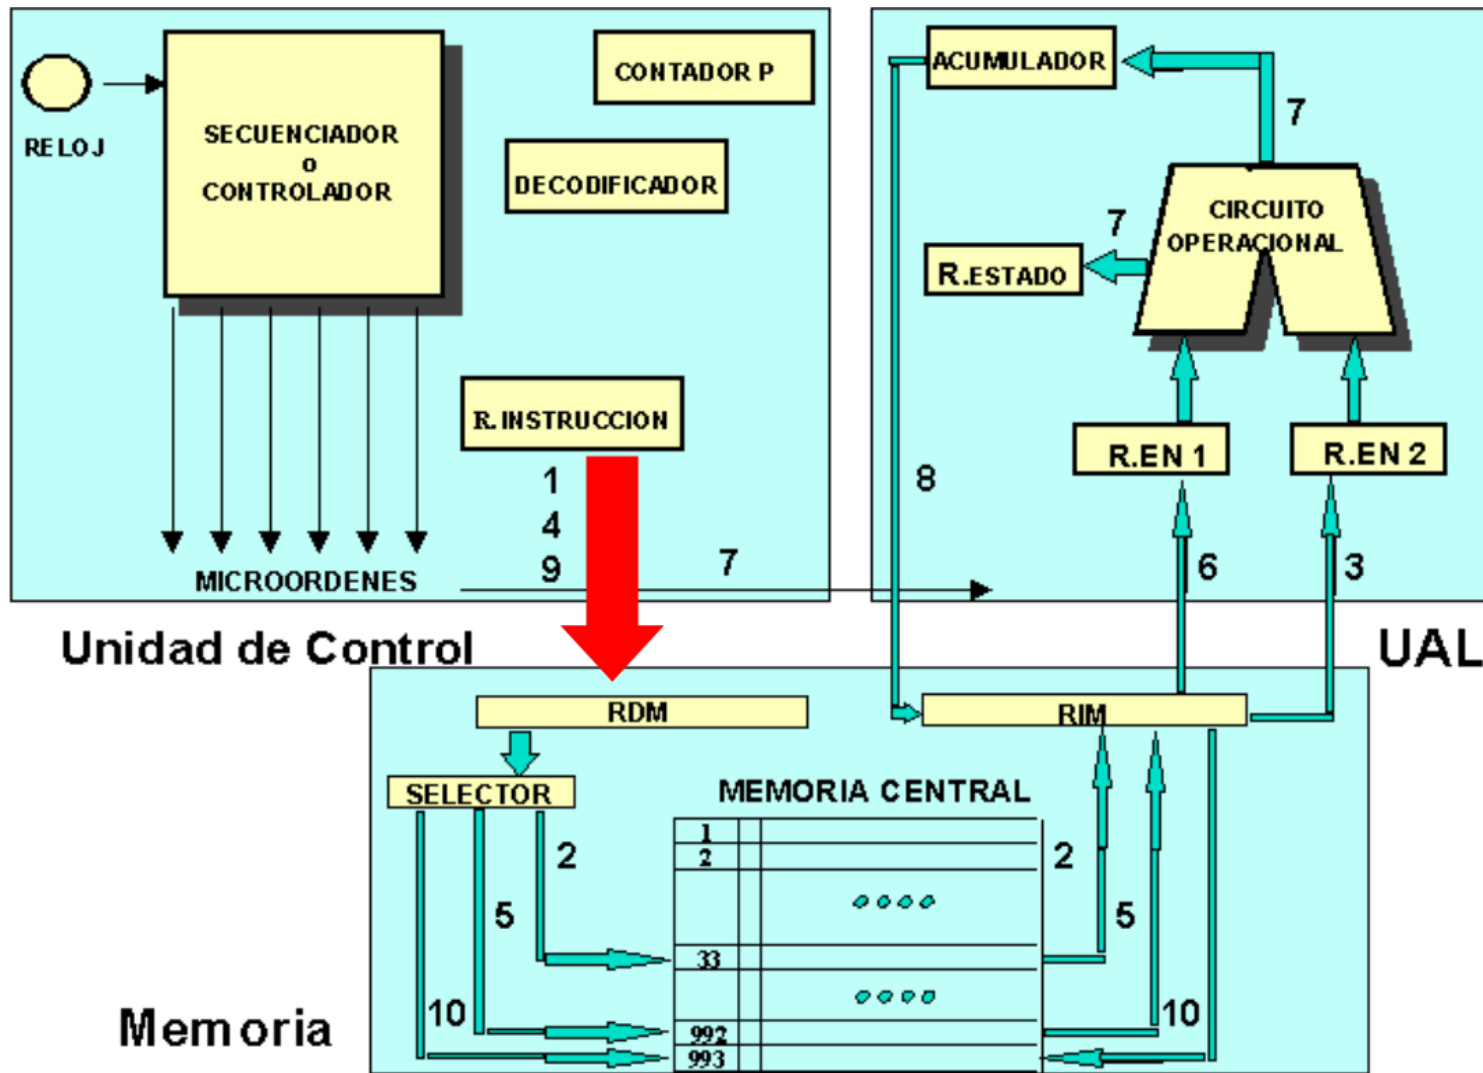 RELOJ
SECUENCIADOR
o
CONTROLADOR
CONTADOR P
DECODIFICADOR
R. INSTRUCCION
1
4
9
7
MICROORDENES
Unidad de Control
ACUMULADOR
7
CIRCUITO
OPERACIONAL
7
R.ESTADO
R.EN 1
R.EN 2
8
6
3
UAL
RDM
RIM
SELECTOR
MEMORIA CENTRAL
1
2
2
2
5
5
33
10
10
992
993
Memoria